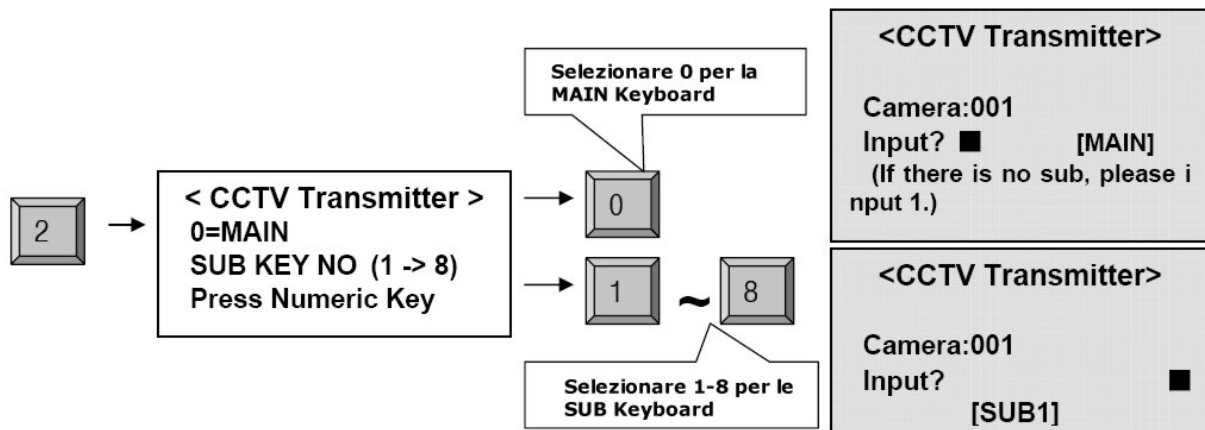 2
< CCTV Transmitter >
0=MAIN
SUB KEY NO (1 -> 8)
Press Numeric Key
Selezionare 0 per la
MAIN Keyboard
0
1 ~ 8
Selezionare 1-8 per le
SUB Keyboard
<CCTV Transmitter>
Camera:001
Input? ■ [MAIN]
(If there is no sub, please i
nput 1.)
<CCTV Transmitter>
Camera:001
Input? ■
[SUB1]